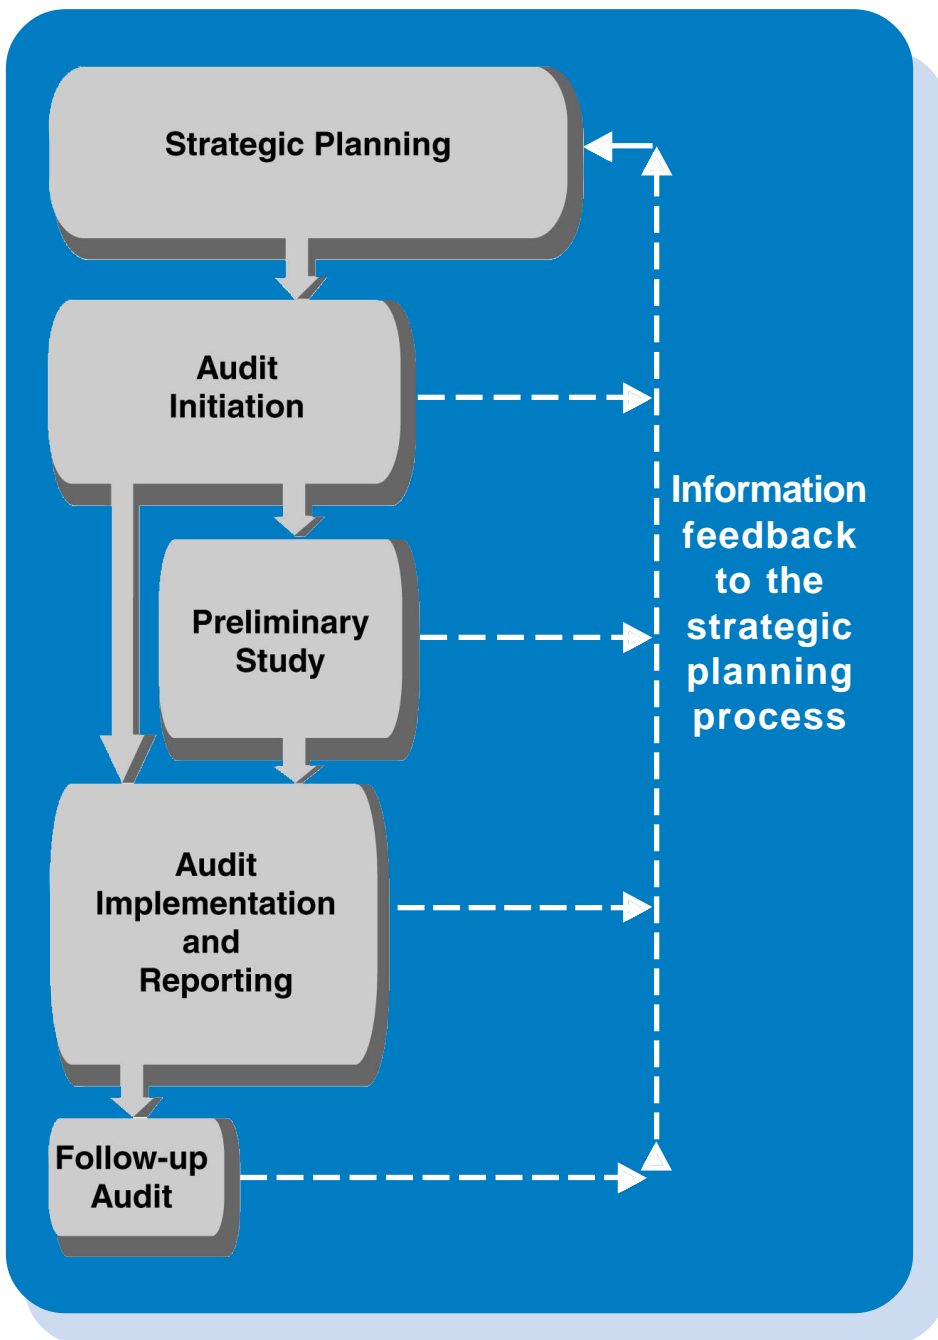 Strategic Planning
Audit
Initiation
Information
feedback
to the
strategic
planning
process
Preliminary
Study
Audit
Implementation
and
Reporting
Follow-up
Audit